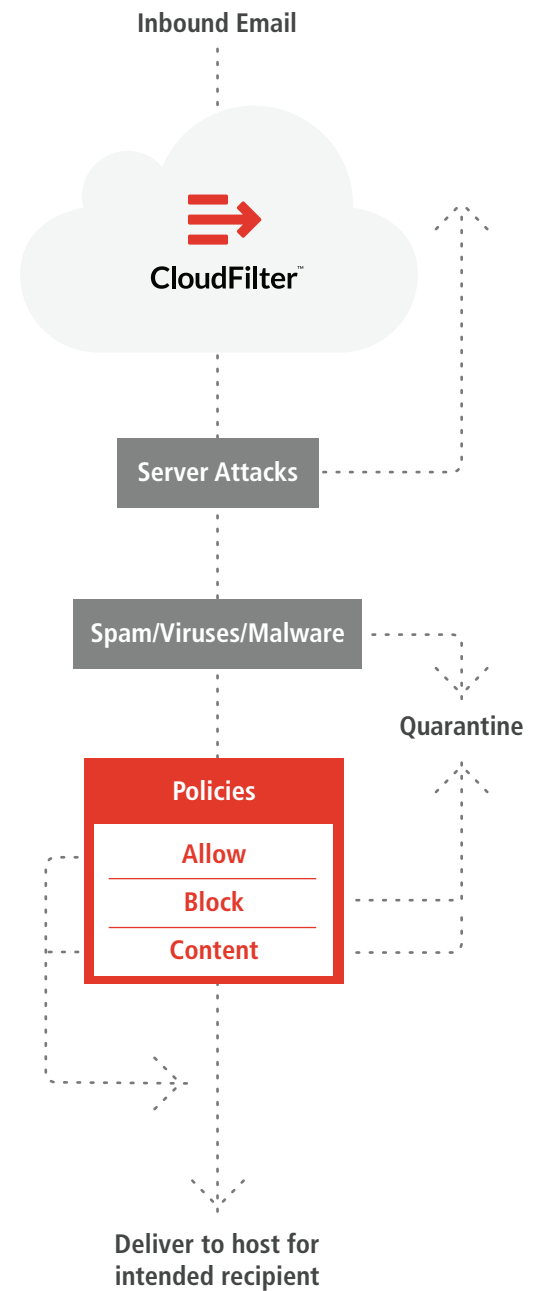 Inbound Email
CloudFilter™
Server Attacks
Spam/Viruses/Malware
Quarantine
Policies
Allow
Block
Content
Deliver to host for
intended recipient